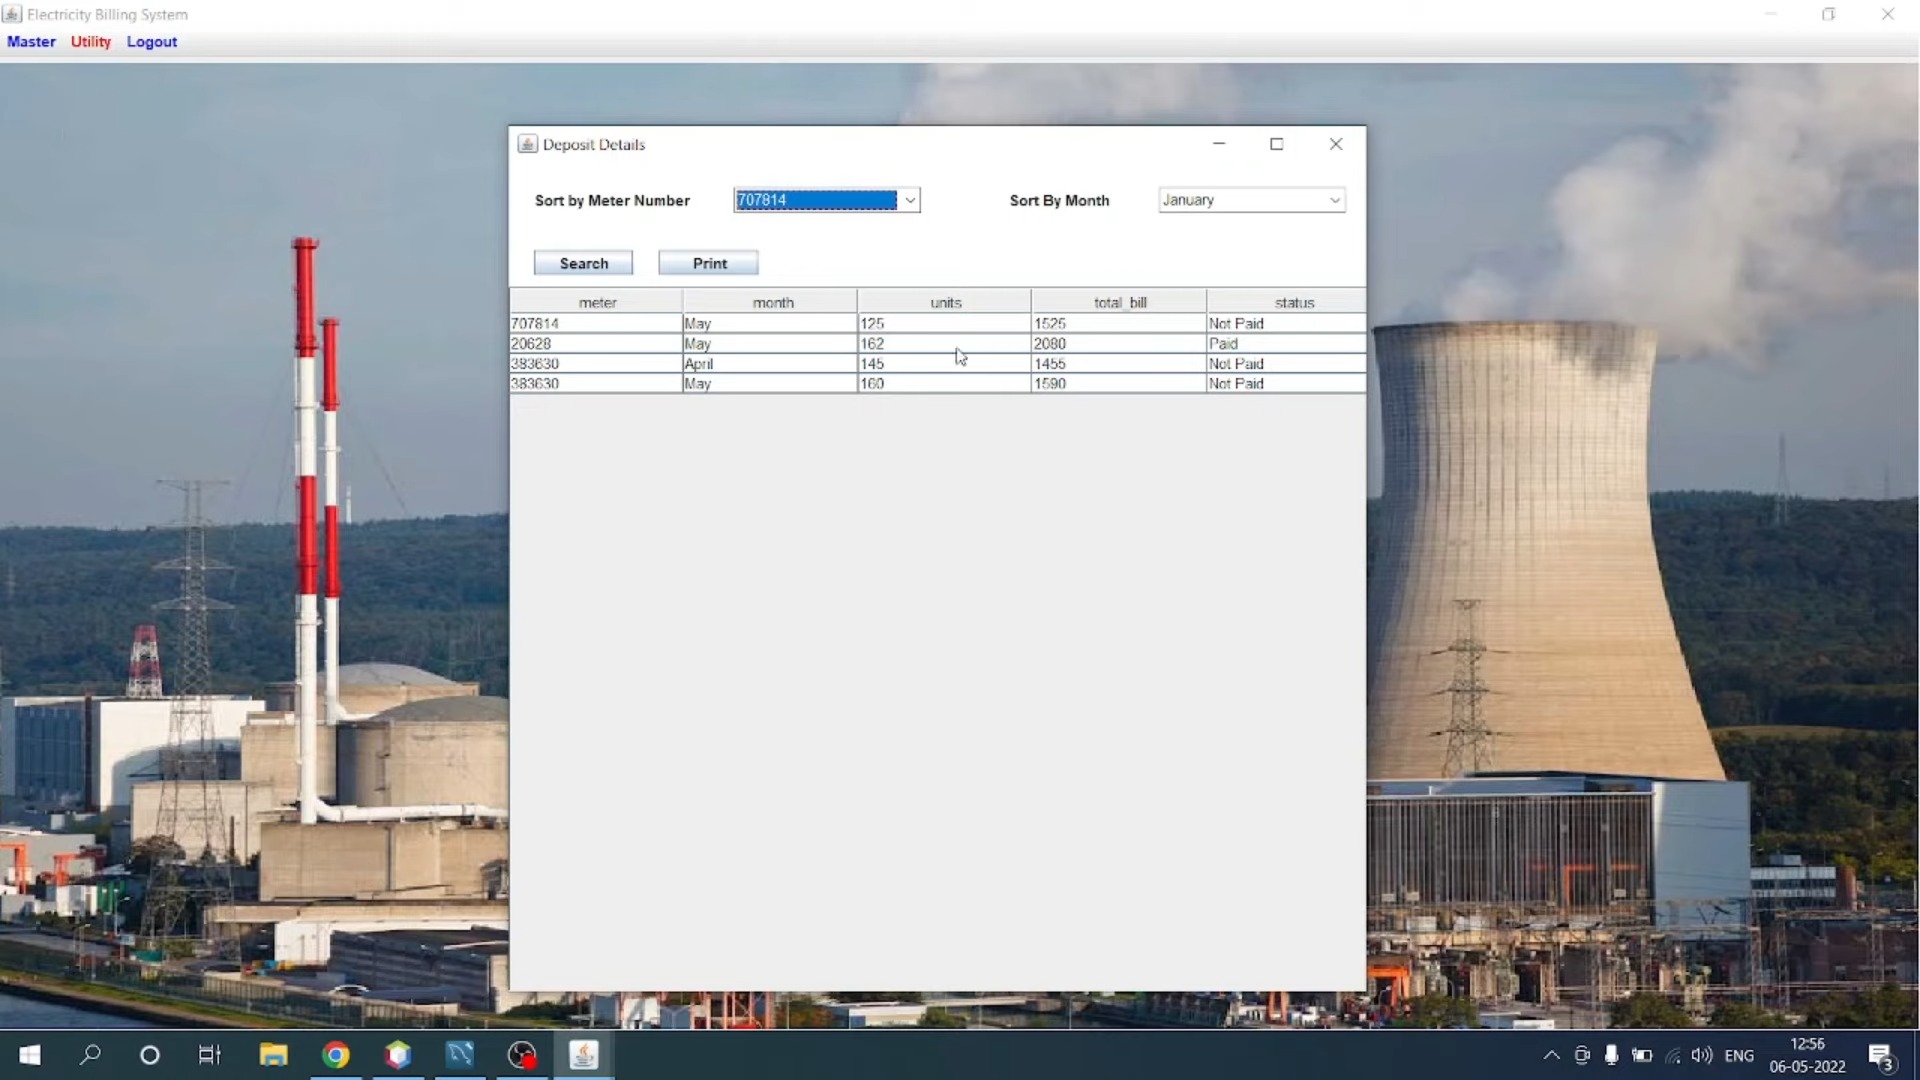 Electricity Billing System
Master Utility Logout
Deposit Details
Sort by Meter Number 707814 Sort By Month January
Search Print
meter month units total_bill status
707814 May 125 1525 Not Paid
20628 May 162 2080 Paid
383630 April 145 1455 Not Paid
383630 May 160 1590 Not Paid
ENG
12:56
06-05-2022
3